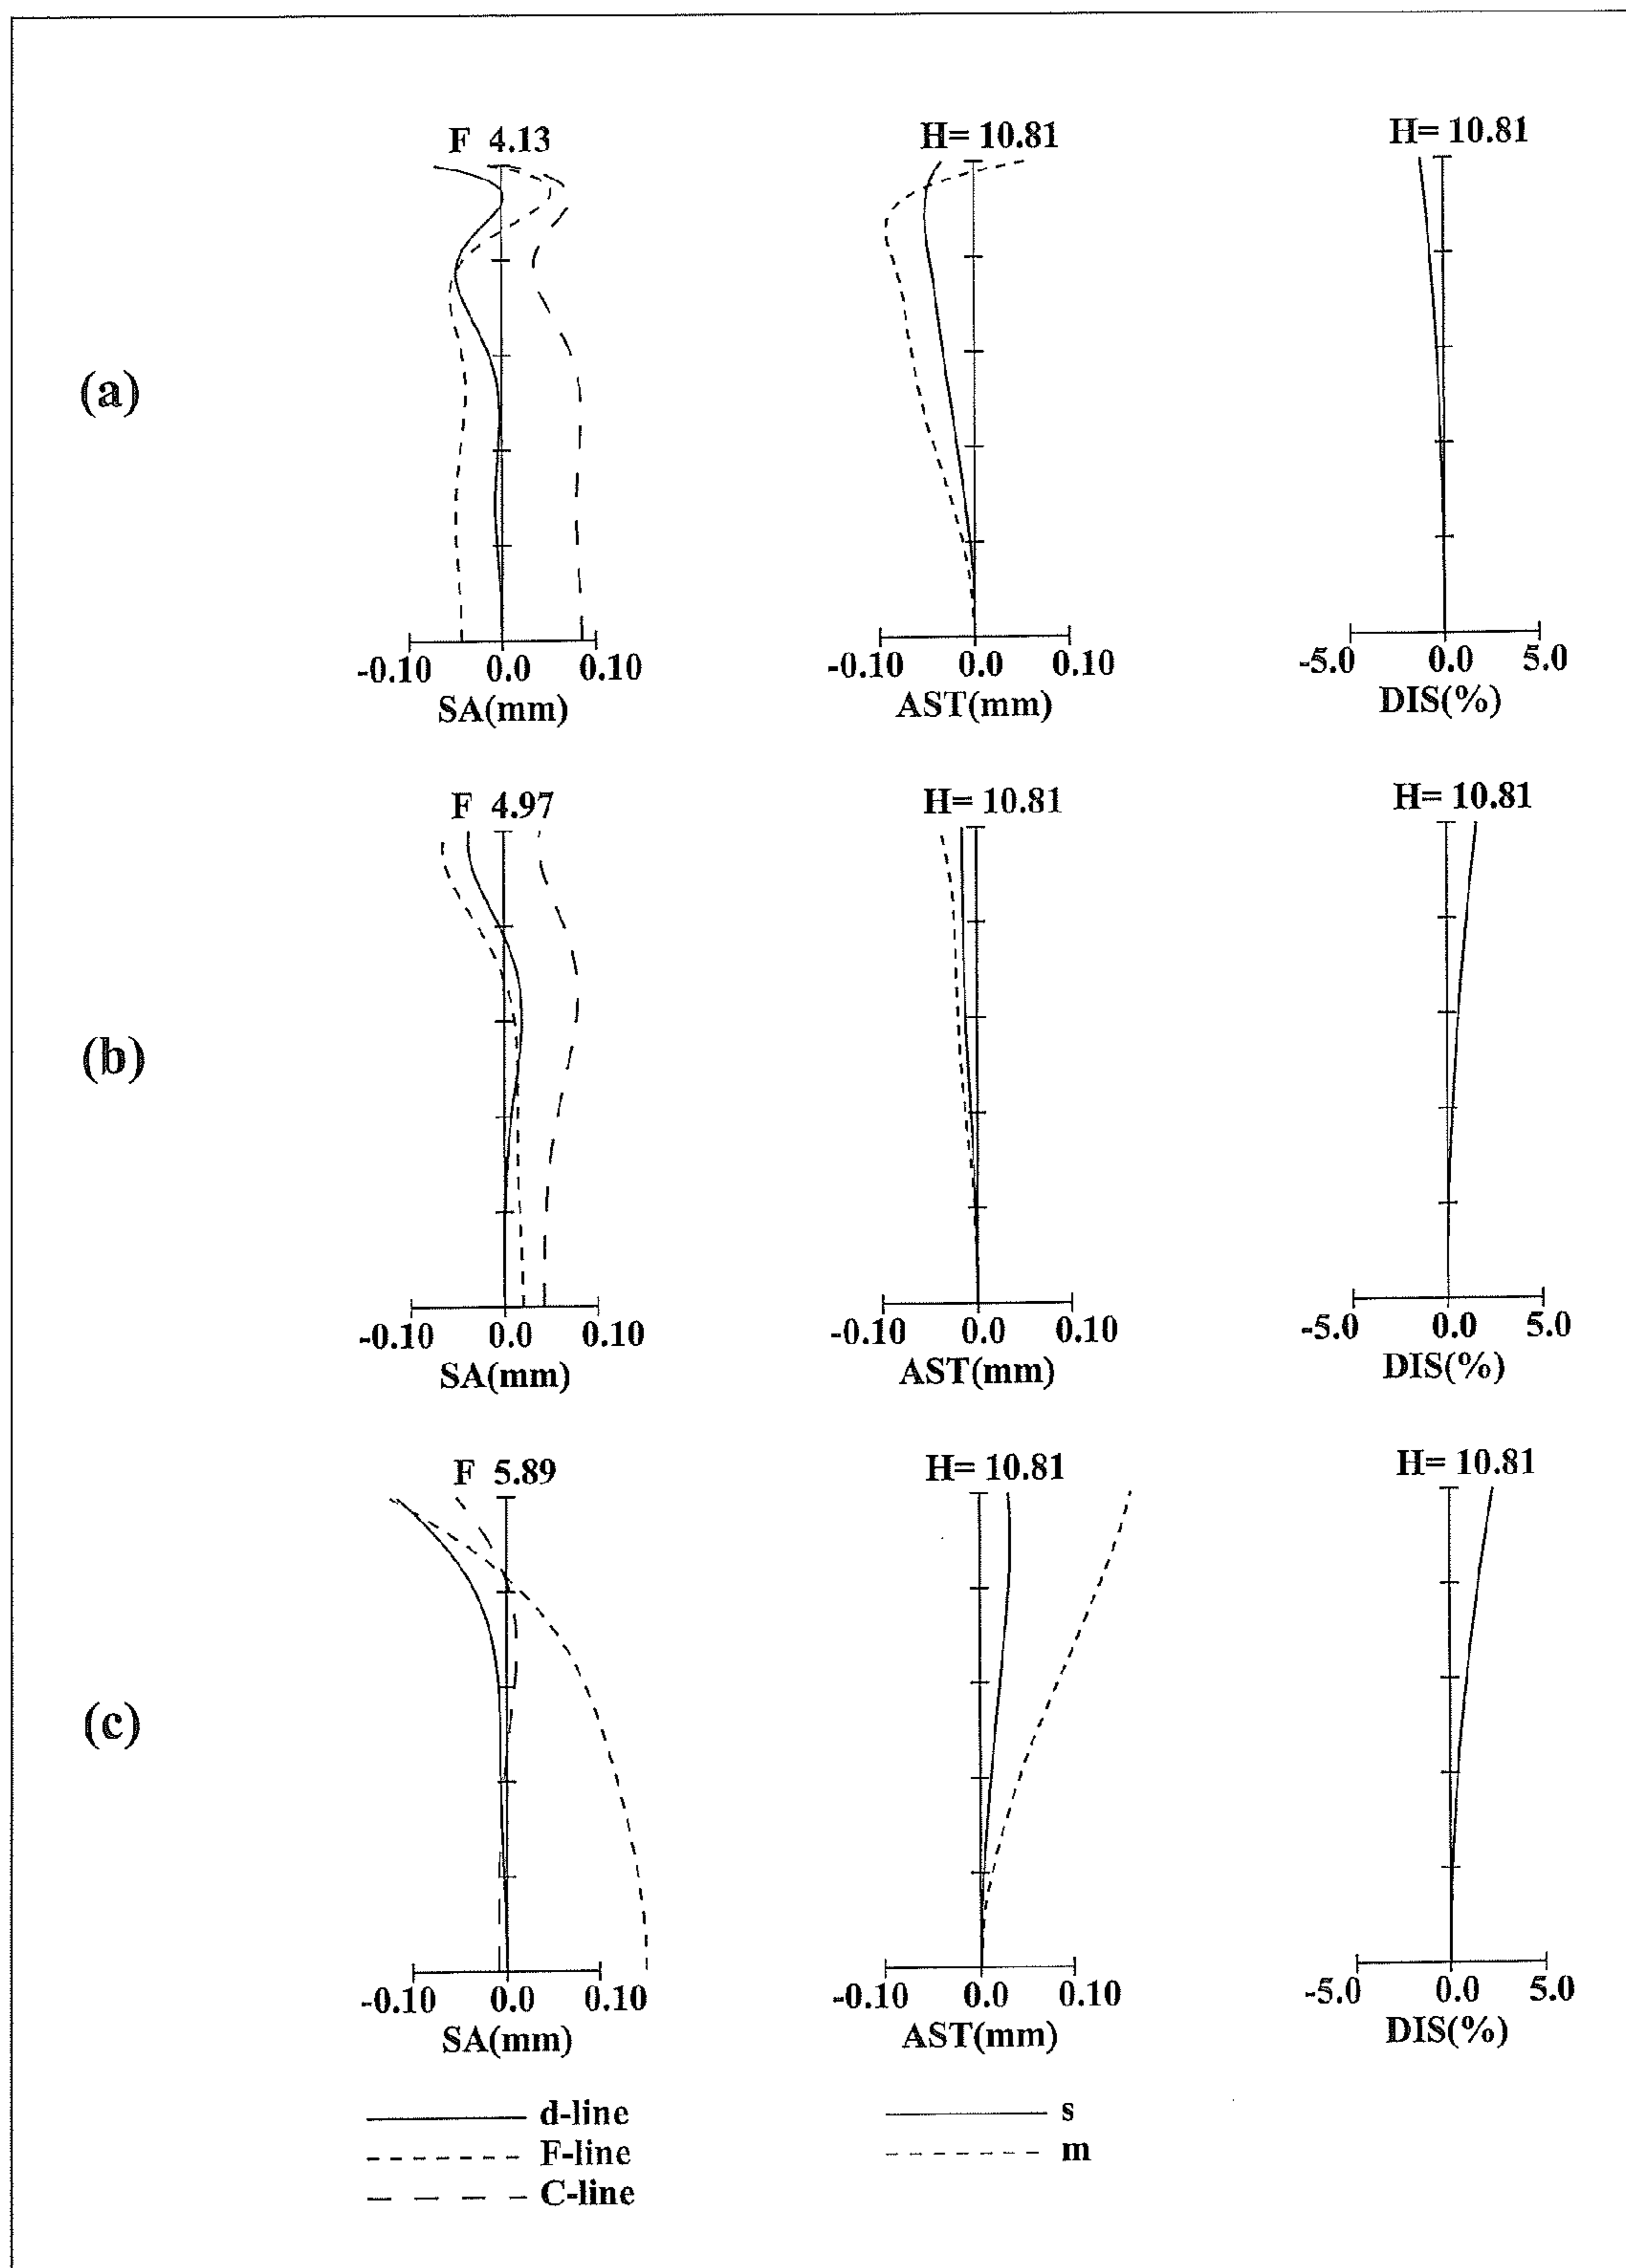 F 4.13
H= 10.81
H= 10.81
(a)
-0.10 0.0 0.10
SA(mm)
-0.10 0.0 0.10
AST(mm)
-5.0 0.0 5.0
DIS(%)
F 4.97
H= 10.81
H= 10.81
(b)
-0.10 0.0 0.10
SA(mm)
-0.10 0.0 0.10
AST(mm)
-5.0 0.0 5.0
DIS(%)
F 5.89
H= 10.81
H= 10.81
(c)
-0.10 0.0 0.10
SA(mm)
-0.10 0.0 0.10
AST(mm)
-5.0 0.0 5.0
DIS(%)
d-line
F-line
C-line
s
m